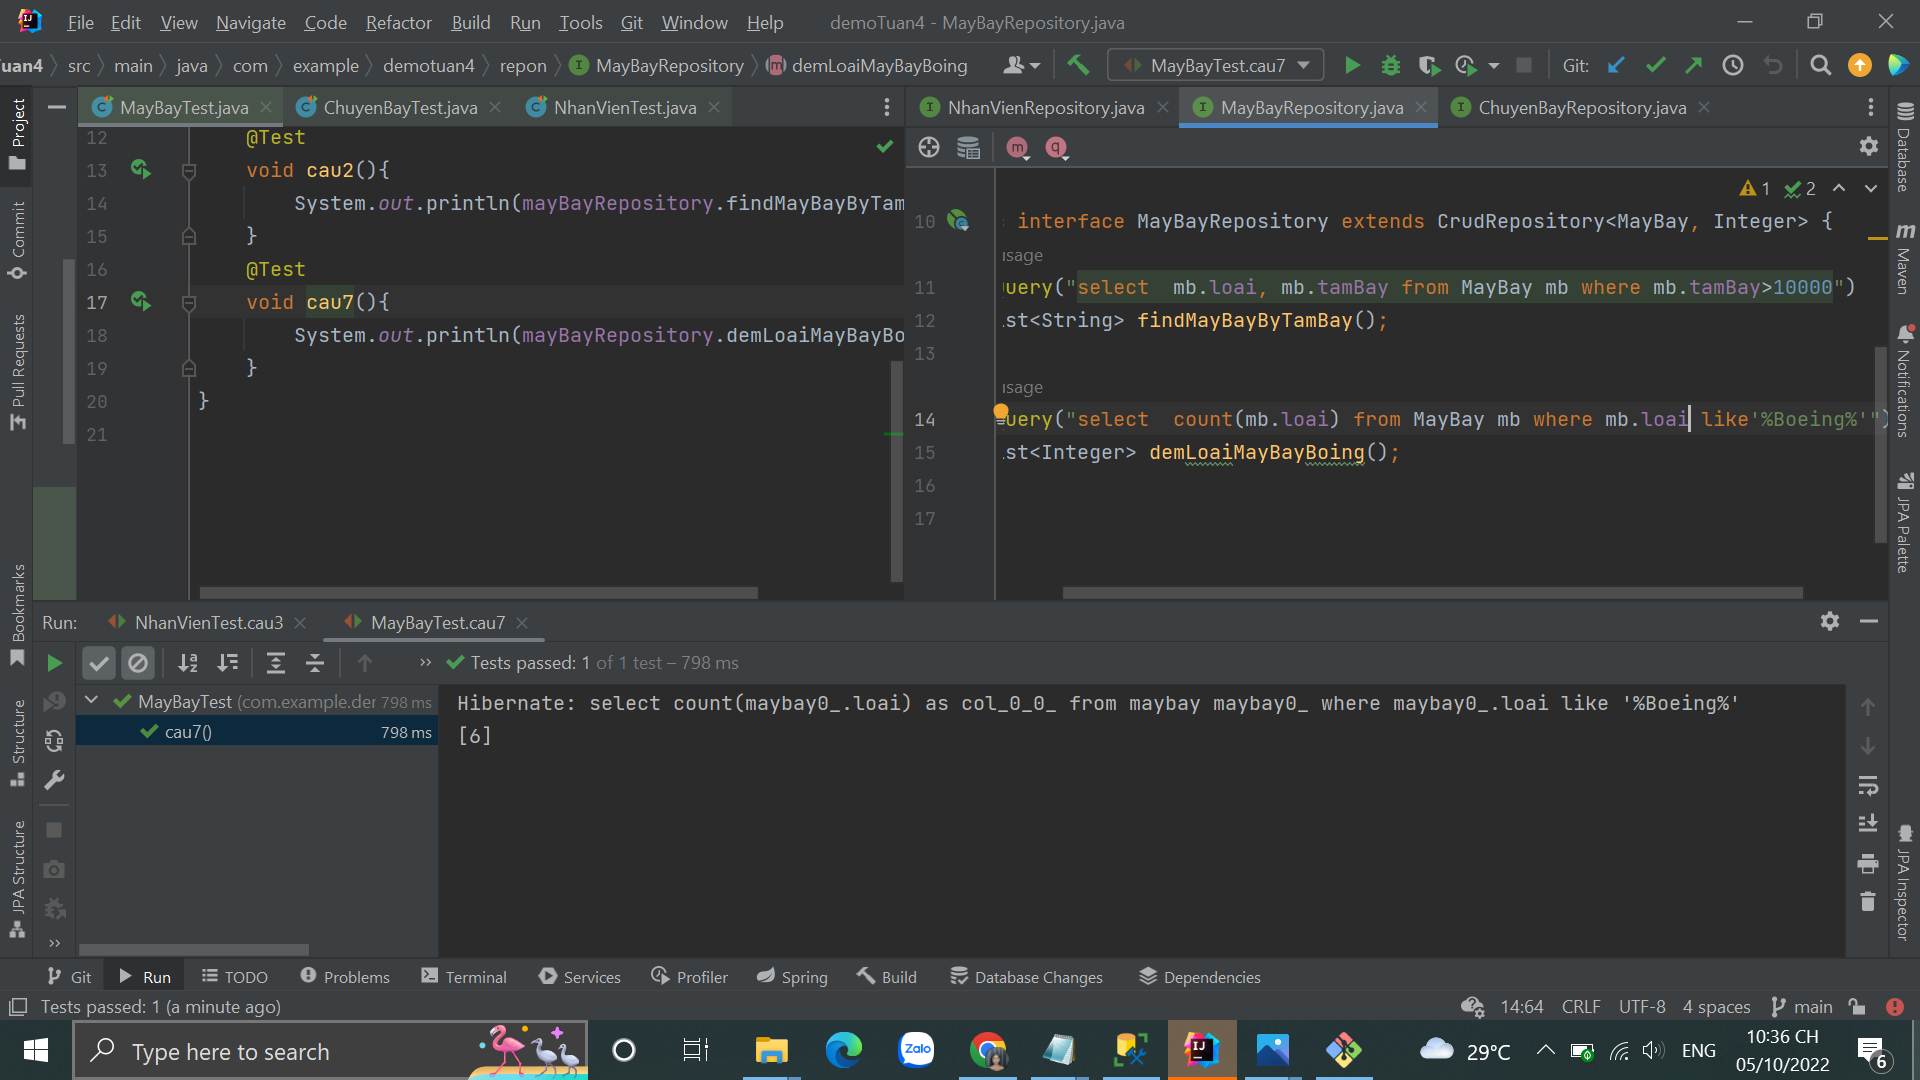 File Edit View Navigate Code Refactor Build Run Tools Git Window Help demoTuan4 - MayBayRepository.java
uan4 src main java com example demotuan4 repon MayBayRepository demLoaiMayBayBoing MayBayTest.cau7 Git:
MayBayTest.java ChuyenBayTest.java NhanVienTest.java
12 @Test
13 void cau2(){
14 System.out.println(mayBayRepository.findMayBayByTam
15 }
16 @Test
17 void cau7(){
18 System.out.println(mayBayRepository.demLoaiMayBayBo
19 }
20 }
21
NhanVienRepository.java MayBayRepository.java ChuyenBayRepository.java
1 2
10 interface MayBayRepository extends CrudRepository<MayBay, Integer> {
usage
11 uery("select  mb.loai, mb.tamBay from MayBay mb where mb.tamBay>10000")
12 st<String> findMayBayByTamBay();
13
usage
14 uery("select  count(mb.loai) from MayBay mb where mb.loai like'%Boeing%'")
15 st<Integer> demLoaiMayBayBoing();
16
17
Project
Commit
Pull Requests
Bookmarks
Structure
JPA Structure
Database
Maven
Notifications
JPA Palette
JPA Inspector
Run: NhanVienTest.cau3 MayBayTest.cau7
Tests passed: 1 of 1 test – 798 ms
MayBayTest (com.example.der 798 ms
cau7() 798 ms
Hibernate: select count(maybay0_.loai) as col_0_0_ from maybay maybay0_ where maybay0_.loai like '%Boeing%'
[6]
Git Run TODO Problems Terminal Services Profiler Spring Build Database Changes Dependencies
Tests passed: 1 (a minute ago) 14:64 CRLF UTF-8 4 spaces main
Type here to search
Zalo
29°C ENG
10:36 CH
05/10/2022
6